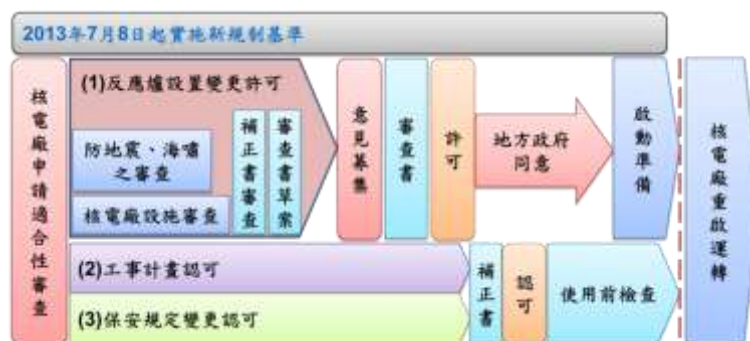 2013年7月8日起實施新規制基準
核電廠申請適合性審查
(1)反應爐設置變更許可
防地震、海嘯
之審查
核電廠設施審查
補正書審查
審查書草案
意見募集
審查書
許可
地方政府
同意
啟動準備
核電廠重啟運轉
(2)工事計畫認可
(3)保安規定變更認可
補正書
認可
使用前檢查